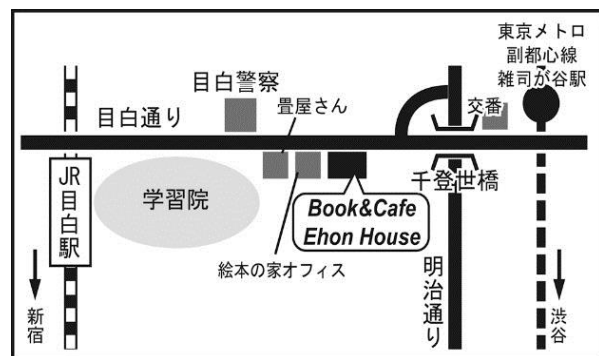 東京メトロ
副都心線
雑司が谷駅
目白警察
畳屋さん
交番
目白通り
JR目白駅
学習院
千登世橋
Book&Cafe
Ehon House
絵本の家オフィス
明治通り
新宿
渋谷